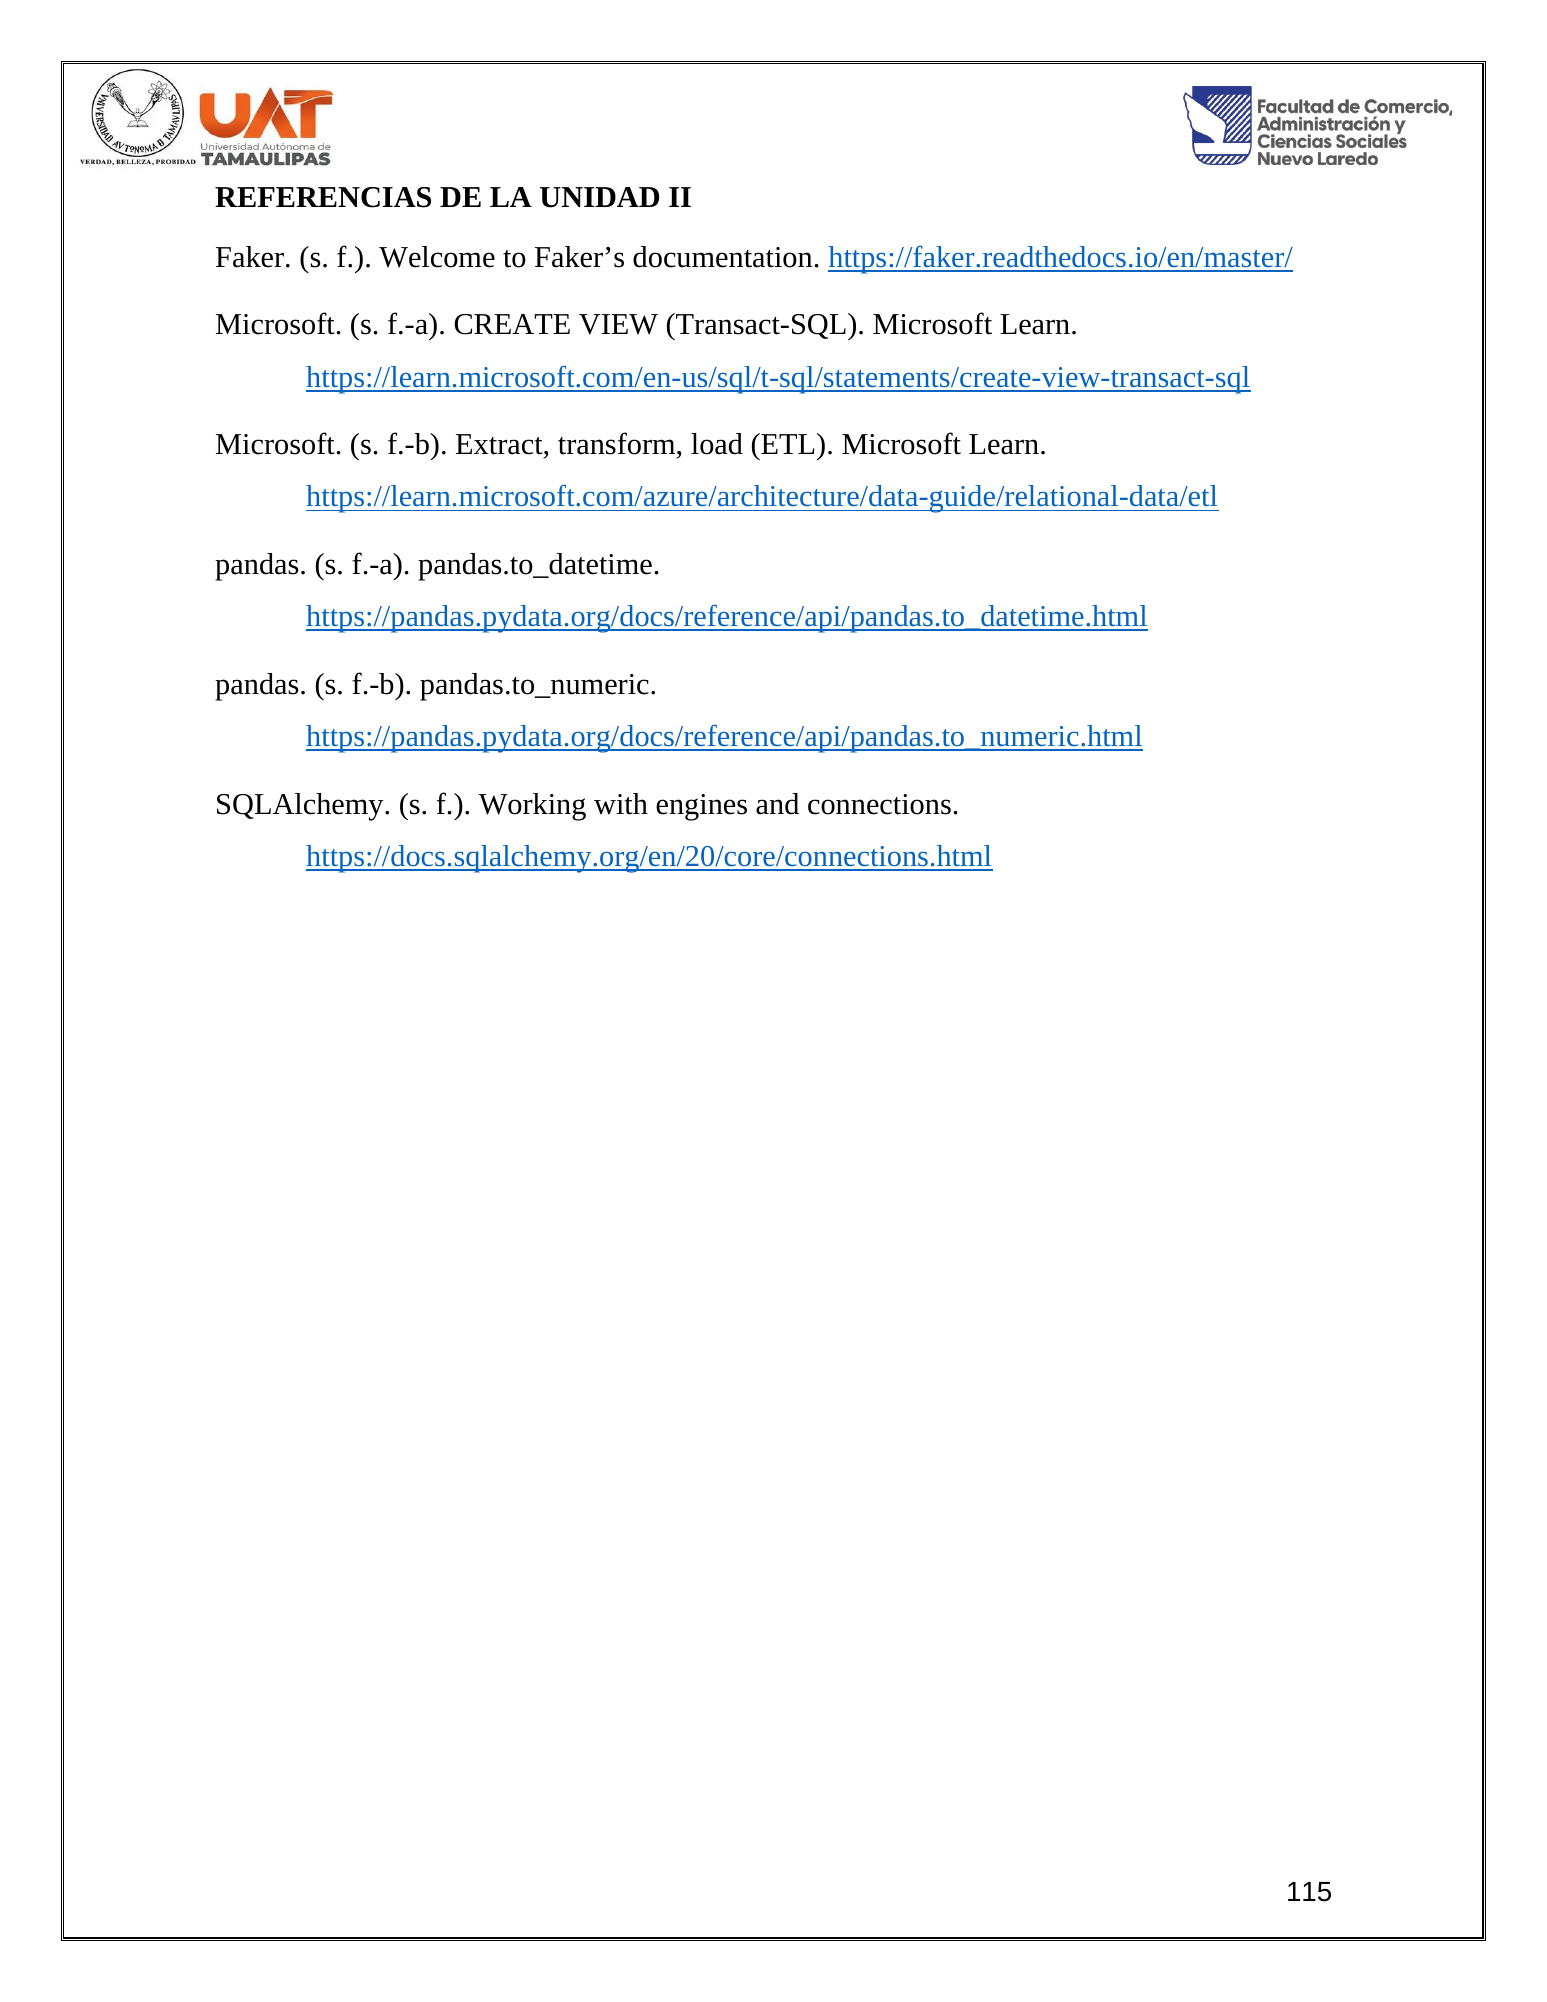 VNIVERSIDAD AVTONOMA D TAMAVLIPAS
VERDAD, BELLEZA, PROBIDAD
UAT
Universidad Autónoma de
TAMAULIPAS
Facultad de Comercio,
Administración y
Ciencias Sociales
Nuevo Laredo
REFERENCIAS DE LA UNIDAD II
Faker. (s. f.). Welcome to Faker’s documentation. https://faker.readthedocs.io/en/master/
Microsoft. (s. f.-a). CREATE VIEW (Transact-SQL). Microsoft Learn.
https://learn.microsoft.com/en-us/sql/t-sql/statements/create-view-transact-sql
Microsoft. (s. f.-b). Extract, transform, load (ETL). Microsoft Learn.
https://learn.microsoft.com/azure/architecture/data-guide/relational-data/etl
pandas. (s. f.-a). pandas.to_datetime.
https://pandas.pydata.org/docs/reference/api/pandas.to_datetime.html
pandas. (s. f.-b). pandas.to_numeric.
https://pandas.pydata.org/docs/reference/api/pandas.to_numeric.html
SQLAlchemy. (s. f.). Working with engines and connections.
https://docs.sqlalchemy.org/en/20/core/connections.html
115